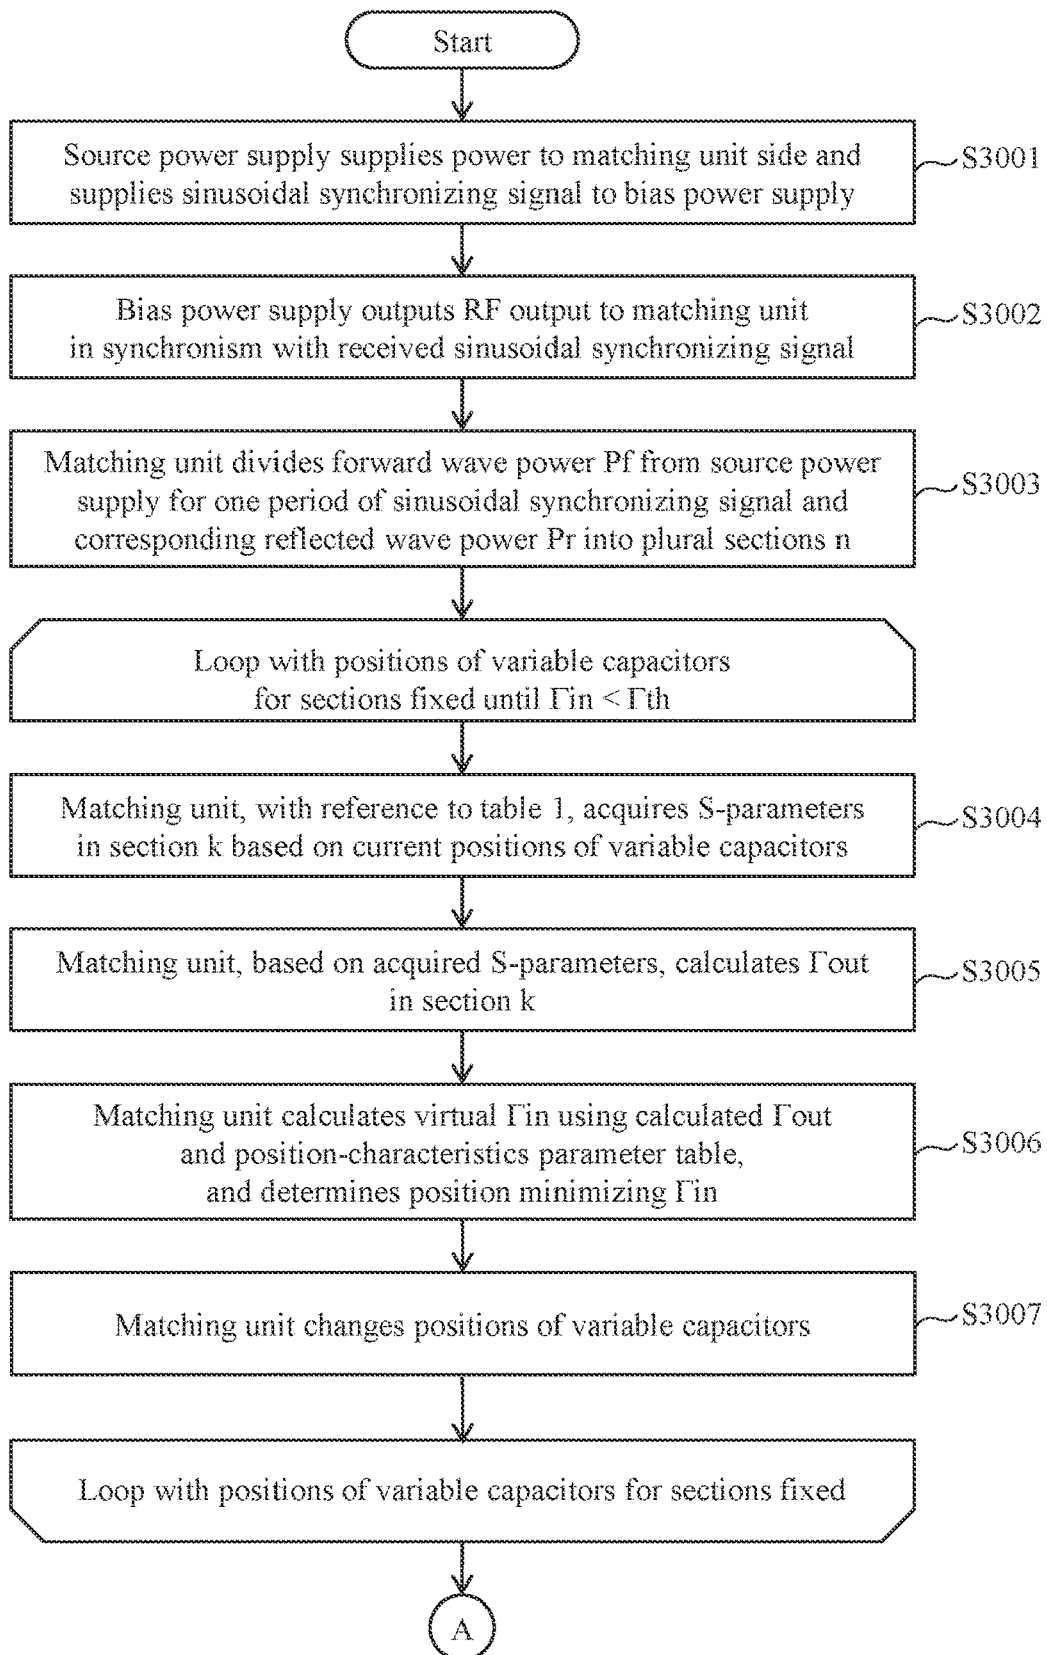 Start
Source power supply supplies power to matching unit side and
supplies sinusoidal synchronizing signal to bias power supply
S3001
Bias power supply outputs RF output to matching unit
in synchronism with received sinusoidal synchronizing signal
S3002
Matching unit divides forward wave power Pf from source power
supply for one period of sinusoidal synchronizing signal and
corresponding reflected wave power Pr into plural sections n
S3003
Loop with positions of variable capacitors
for sections fixed until Γin < Γth
Matching unit, with reference to table 1, acquires S-parameters
in section k based on current positions of variable capacitors
S3004
Matching unit, based on acquired S-parameters, calculates Γout
in section k
S3005
Matching unit calculates virtual Γin using calculated Γout
and position-characteristics parameter table,
and determines position minimizing Γin
S3006
Matching unit changes positions of variable capacitors
S3007
Loop with positions of variable capacitors for sections fixed
A